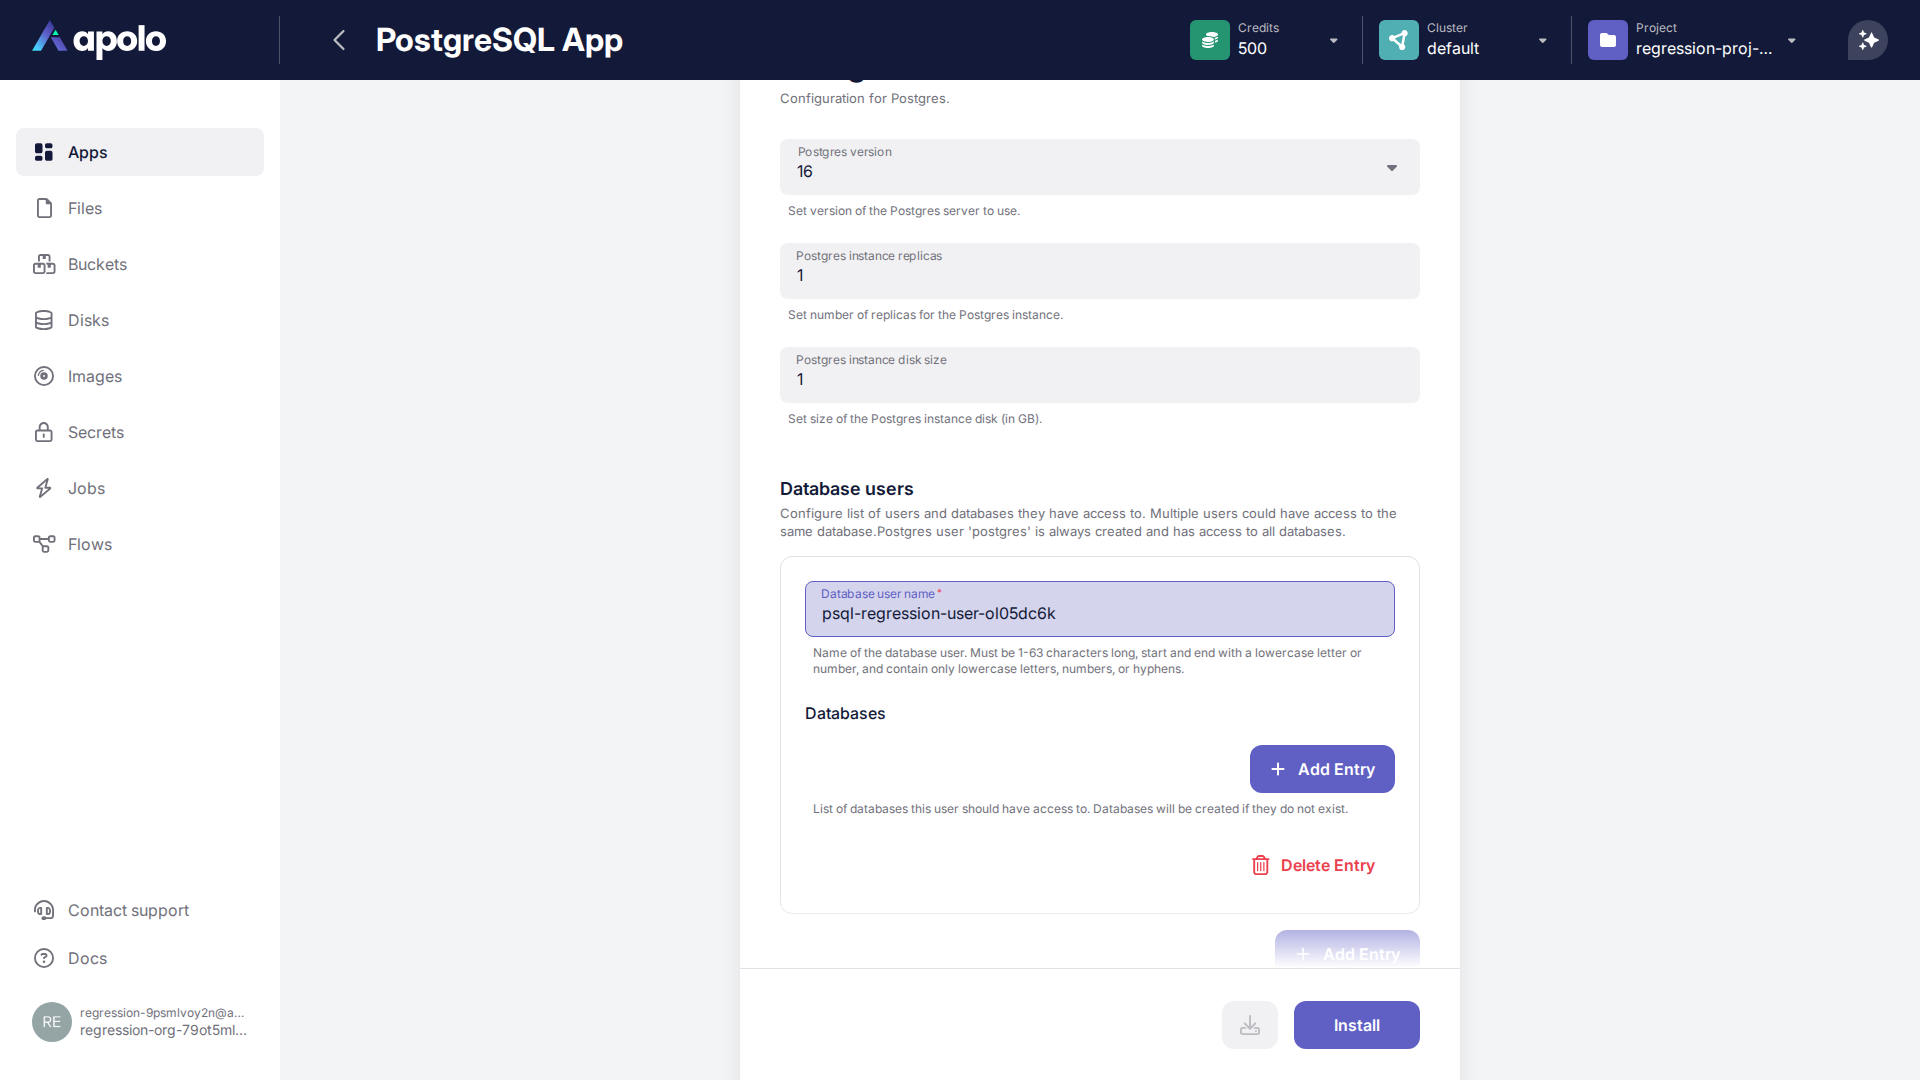 apolo
PostgreSQL App
Credits
500
Cluster
default
Project
regression-proj-...
Apps
Files
Buckets
Disks
Images
Secrets
Jobs
Flows
Contact support
Docs
RE
regression-9psmlvoy2n@a...
regression-org-79ot5ml...
Configuration for Postgres.
Postgres version
16
Set version of the Postgres server to use.
Postgres instance replicas
1
Set number of replicas for the Postgres instance.
Postgres instance disk size
1
Set size of the Postgres instance disk (in GB).
Database users
Configure list of users and databases they have access to. Multiple users could have access to the
same database.Postgres user 'postgres' is always created and has access to all databases.
Database user name *
psql-regression-user-ol05dc6k
Name of the database user. Must be 1-63 characters long, start and end with a lowercase letter or
number, and contain only lowercase letters, numbers, or hyphens.
Databases
Add Entry
List of databases this user should have access to. Databases will be created if they do not exist.
Delete Entry
Add Entry
Install